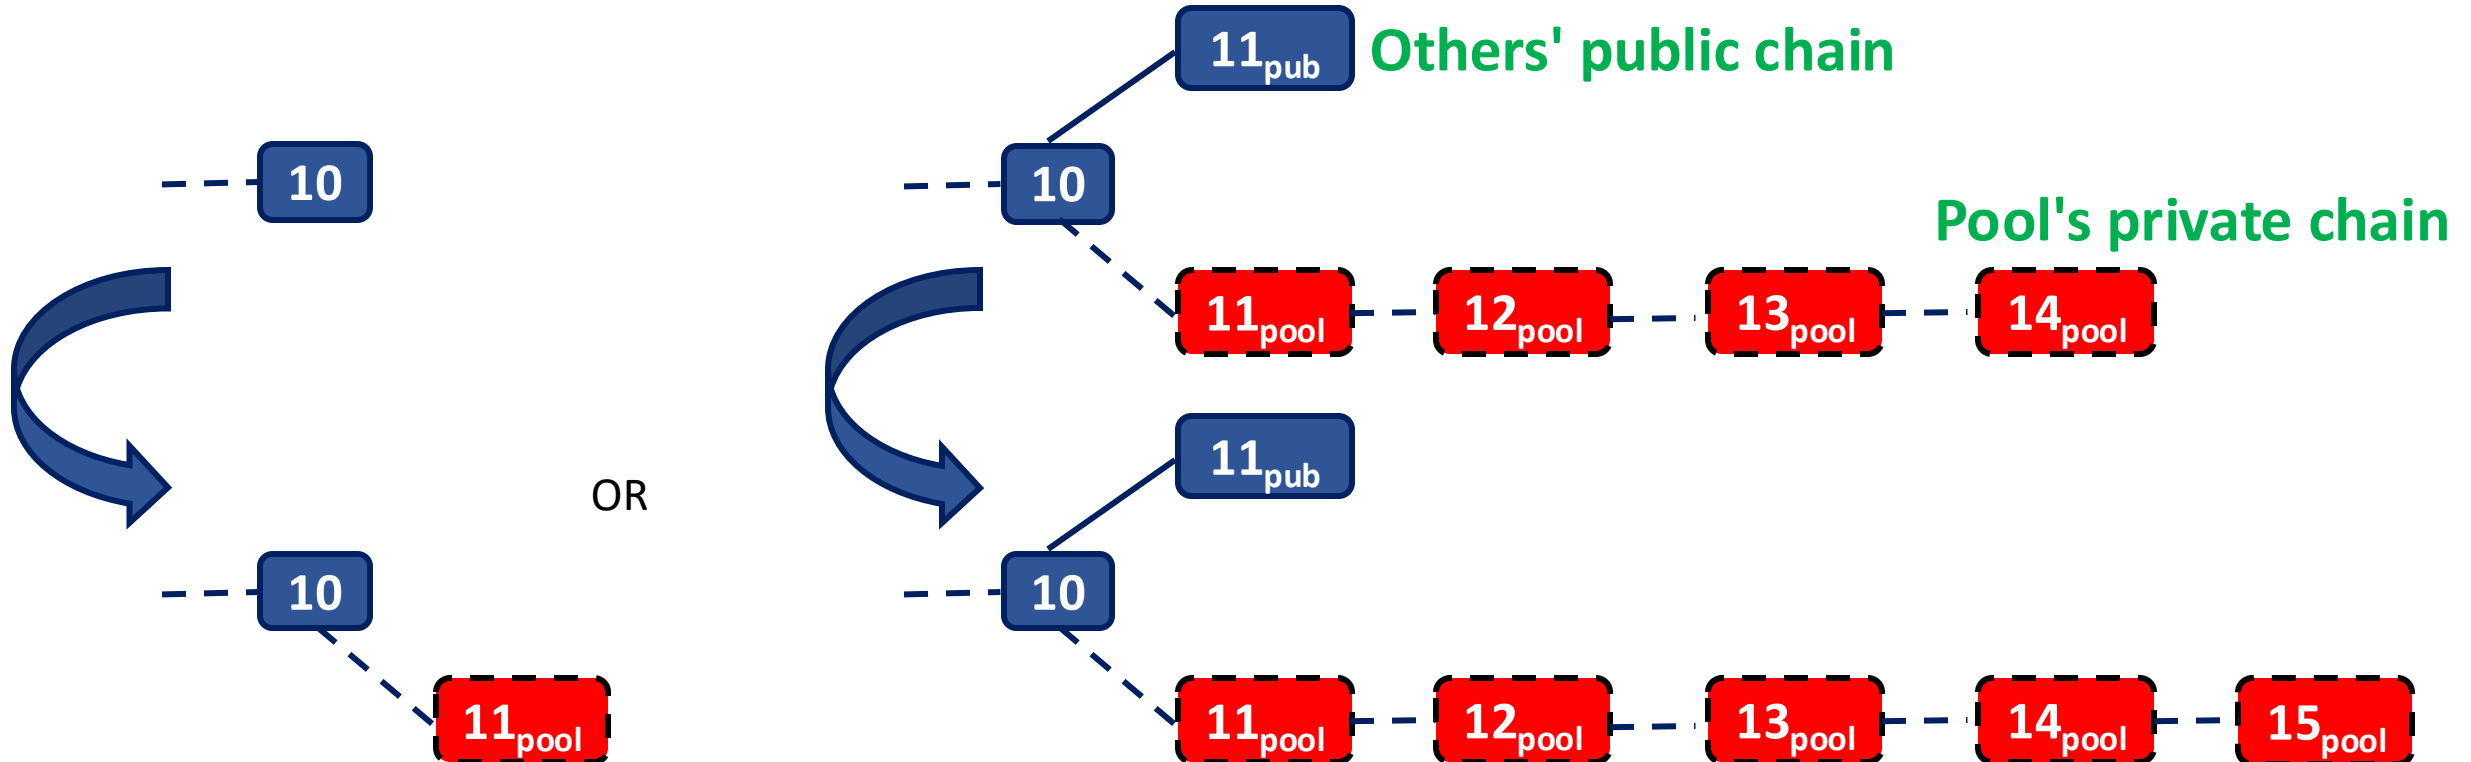 11pub Others' public chain
10 10
Pool's private chain
11pool 12pool 13pool 14pool
11pub
OR
10 10
11pool 11pool 12pool 13pool 14pool 15pool